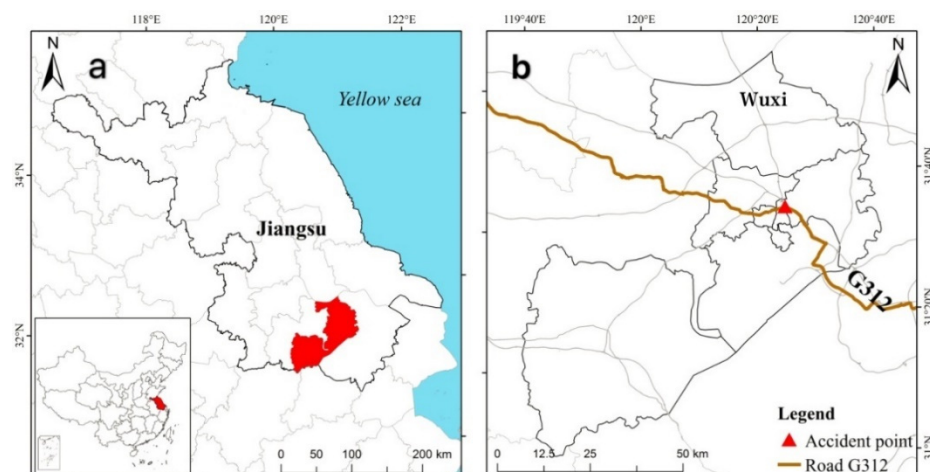 118°E
120°E
122°E
N
a
Yellow sea
34°N
Jiangsu
32°N
0
50
100
200 km
119°40'E
120°E
120°20'E
120°40'E
N
b
Wuxi
G312
Legend
Accident point
Road G312
0
12.5
25
50 km